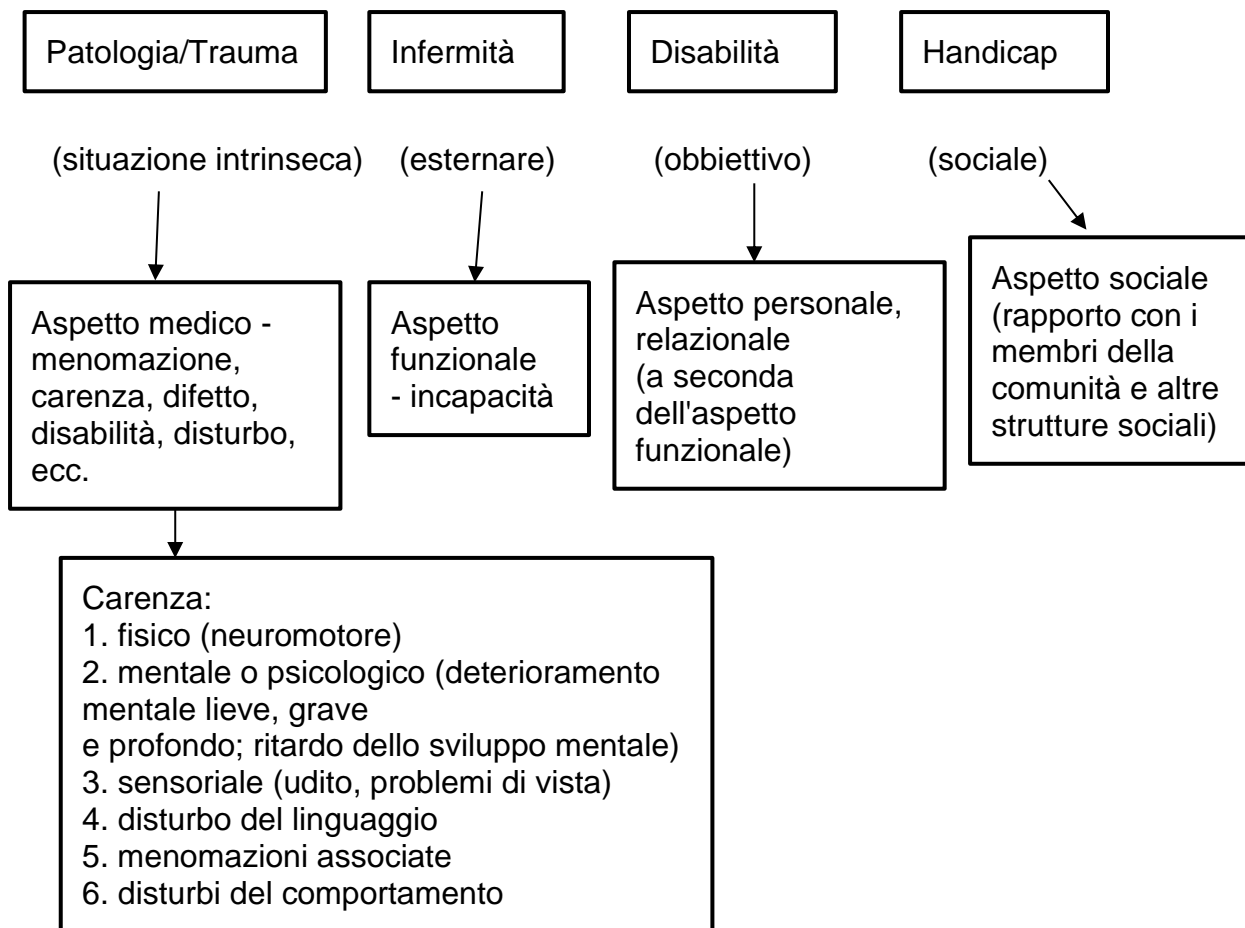 Patologia/Trauma
Infermità
Disabilità
Handicap
(situazione intrinseca)
(esternare)
(obbiettivo)
(sociale)
Aspetto medico -
menomazione,
carenza, difetto,
disabilità, disturbo,
ecc.
Aspetto
funzionale
- incapacità
Aspetto personale,
relazionale
(a seconda
dell'aspetto
funzionale)
Aspetto sociale
(rapporto con i
membri della
comunità e altre
strutture sociali)
Carenza:
1. fisico (neuromotore)
2. mentale o psicologico (deterioramento
mentale lieve, grave
e profondo; ritardo dello sviluppo mentale)
3. sensoriale (udito, problemi di vista)
4. disturbo del linguaggio
5. menomazioni associate
6. disturbi del comportamento